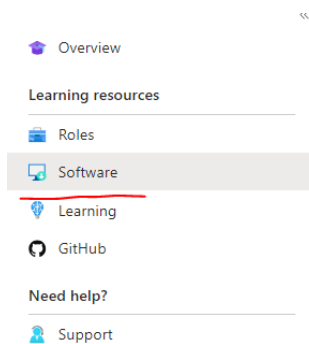 Overview
Learning resources
Roles
Software
Learning
GitHub
Need help?
Support